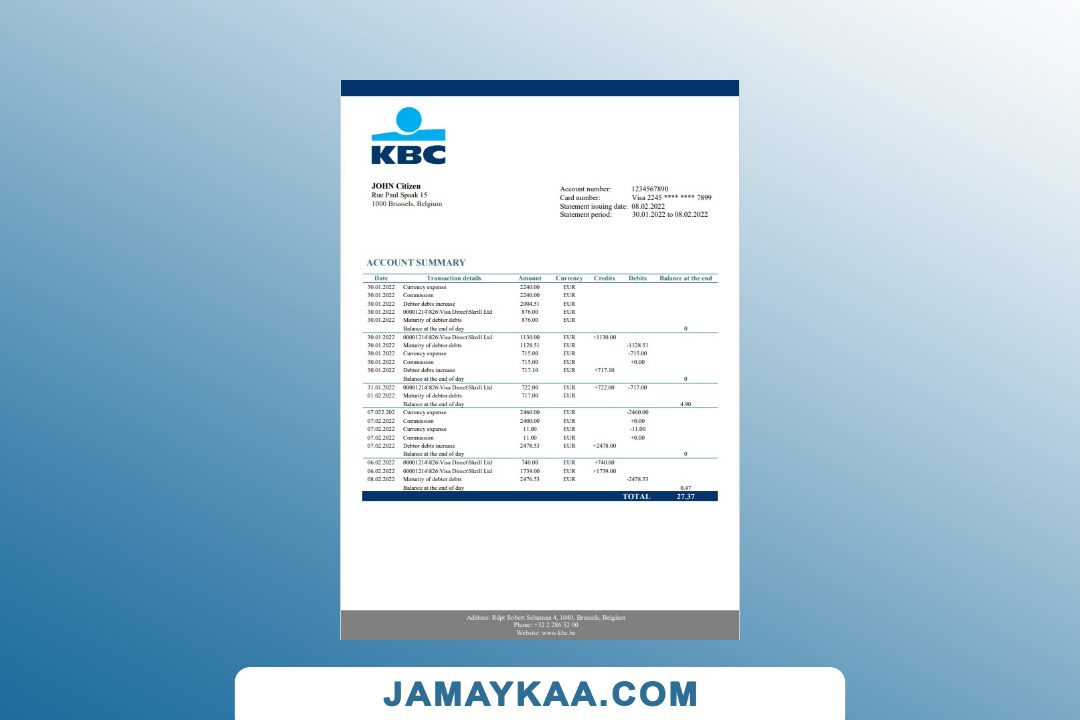 KBC
JOHN Citizen
Rue Paul Spaak 15
1000 Brussels, Belgium
Account number: 1234567890
Card number: Visa 2245 **** **** 7899
Statement issuing date: 08.02.2022
Statement period: 30.01.2022 to 08.02.2022
ACCOUNT SUMMARY
Date Transaction details Amount Currency Credits Debits Balance at the end
30.01.2022 Currency expense 2240.00 EUR
30.01.2022 Commission 2240.00 EUR
30.01.2022 Debtor debts increase 2004.51 EUR
30.01.2022 00001214\826\Visa Direct\Skrill Ltd 876.00 EUR
30.01.2022 Maturity of debtor debts 876.00 EUR
Balance at the end of day 0
30.01.2022 00001214\826\Visa Direct\Skrill Ltd 1130.00 EUR +1130.00
30.01.2022 Maturity of debtor debts 1128.51 EUR -1128.51
30.01.2022 Currency expense 715.00 EUR -715.00
30.01.2022 Commission 715.00 EUR +0.00
30.01.2022 Debtor debts increase 717.10 EUR +717.10
Balance at the end of day 0
31.01.2022 00001214\826\Visa Direct\Skrill Ltd 722.00 EUR +722.00 -717.00
01.02.2022 Maturity of debtor debts 717.00 EUR
Balance at the end of day 4.90
07.022.202 Currency expense 2460.00 EUR -2460.00
07.02.2022 Commission 2400.00 EUR +0.00
07.02.2022 Currency expense 11.00 EUR -11.00
07.02.2022 Commission 11.00 EUR +0.00
07.02.2022 Debtor debts increase 2478.53 EUR +2478.00
Balance at the end of day 0
06.02.2022 00001214\826\Visa Direct\Skrill Ltd 740.00 EUR +740.00
06.02.2022 00001214\826\Visa Direct\Skrill Ltd 1739.00 EUR +1739.00
08.02.2022 Maturity of debtor debts 2476.53 EUR -2478.53
Balance at the end of day 0.47
TOTAL 27.37
Address: Rdpt Robert Schuman 4, 1040, Brussels, Belgium
Phone: +32 2 286 52 00
Website: www.kbc.be
JAMAYKAA.COM